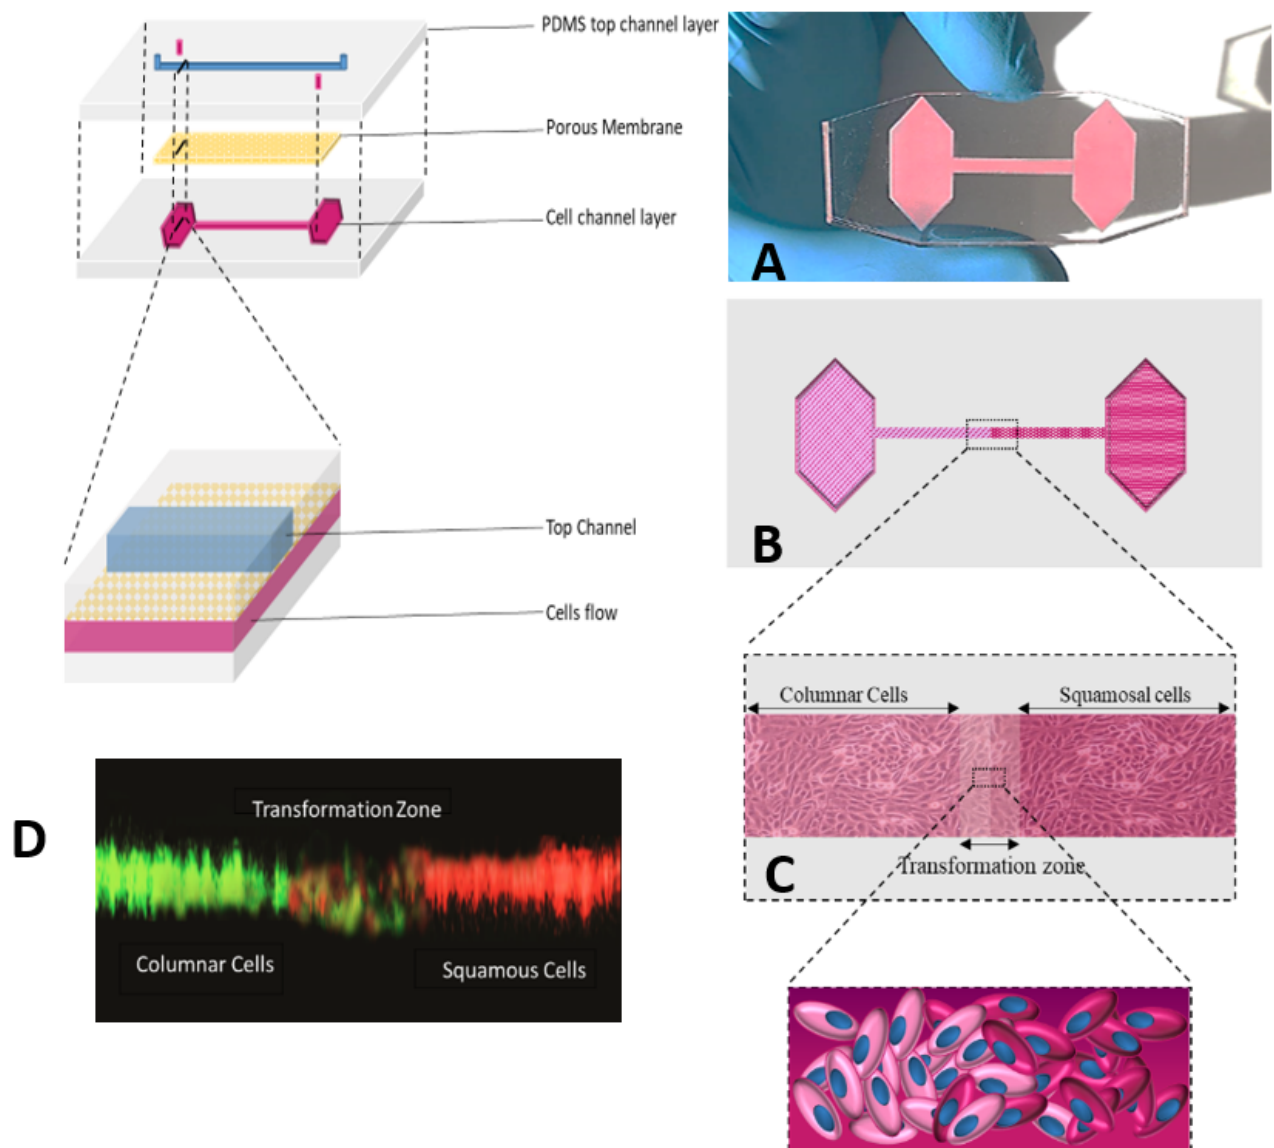 PDMS top channel layer
Porous Membrane
Cell channel layer
A
B
Top Channel
Cells flow
Columnar Cells
Squamosal cells
Transformation zone
C
D
Transformation Zone
Columnar Cells
Squamous Cells